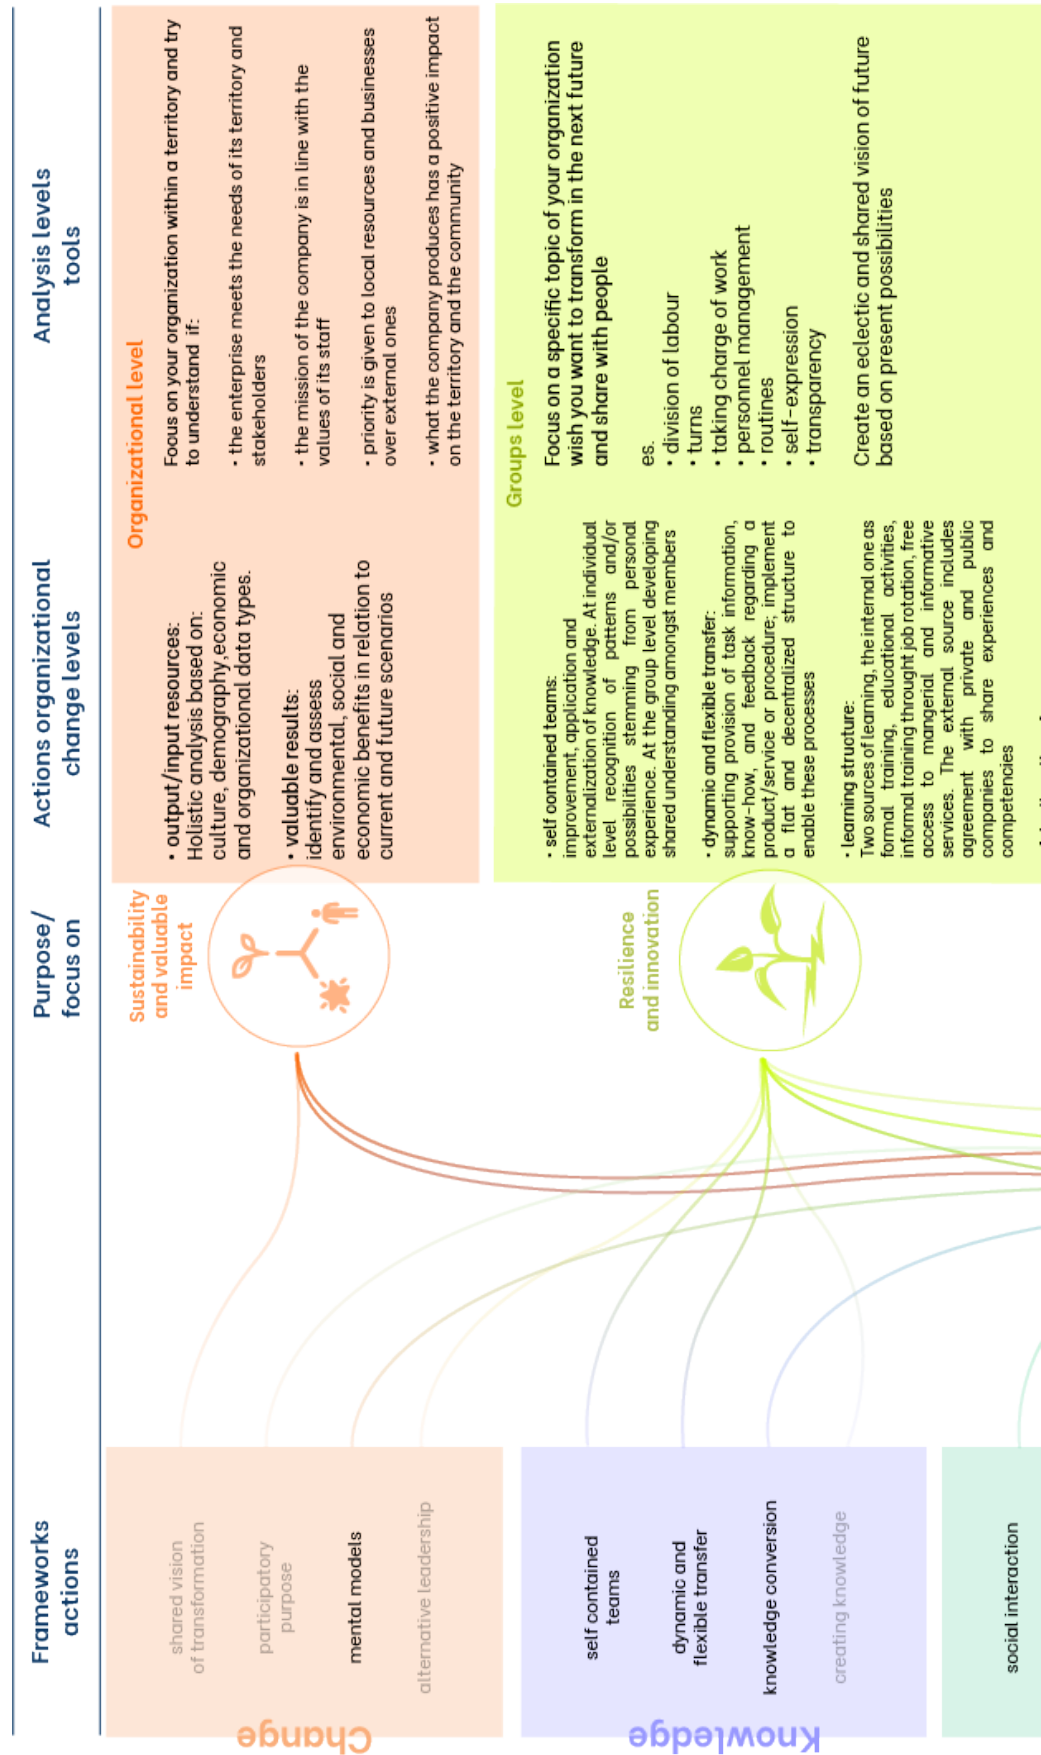 Frameworks
actions
Purpose/
focus on
Actions organizational
change levels
Analysis levels
tools
Change
shared vision
of transformation
participatory
purpose
mental models
alternative leadership
Sustainability
and valuable
impact
Organizational level
• output/input resources:
Holistic analysis based on:
culture, demography,economic
and organizational data types.
• valuable results:
identify and assess
environmental, social and
economic benefits in relation to
current and future scenarios
Focus on your organization within a territory and try
to understand if:
• the enterprise meets the needs of its territory and
stakeholders
• the mission of the company is in line with the
values of its staff
• priority is given to local resources and businesses
over external ones
• what the company produces has a positive impact
on the territory and the community
Knowledge
self contained
teams
dynamic and
flexible transfer
knowledge conversion
creating knowledge
Resilience
and innovation
Groups level
• self contained teams:
improvement, application and
externalization of knowledge. At individual
level recognition of patterns and/or
possibilities stemming from personal
experience. At the group level developing
shared understanding amongst members
• dynamic and flexible transfer:
supporting provision of task information,
know-how, and feedback regarding a
product/service or procedure; implement
a flat and decentralized structure to
enable these processes
• learning structure:
Two sources of learning, the internal one as
formal training, educational activities,
informal training throught job rotation, free
access to mangerial and informative
services. The external source includes
agreement with private and public
companies to share experiences and
competencies
Focus on a specific topic of your organization
wish you want to transform in the next future
and share with people
es.
• division of labour
• turns
• taking charge of work
• personnel management
• routines
• self-expression
• transparency
Create an eclectic and shared vision of future
based on present possibilities
social interaction